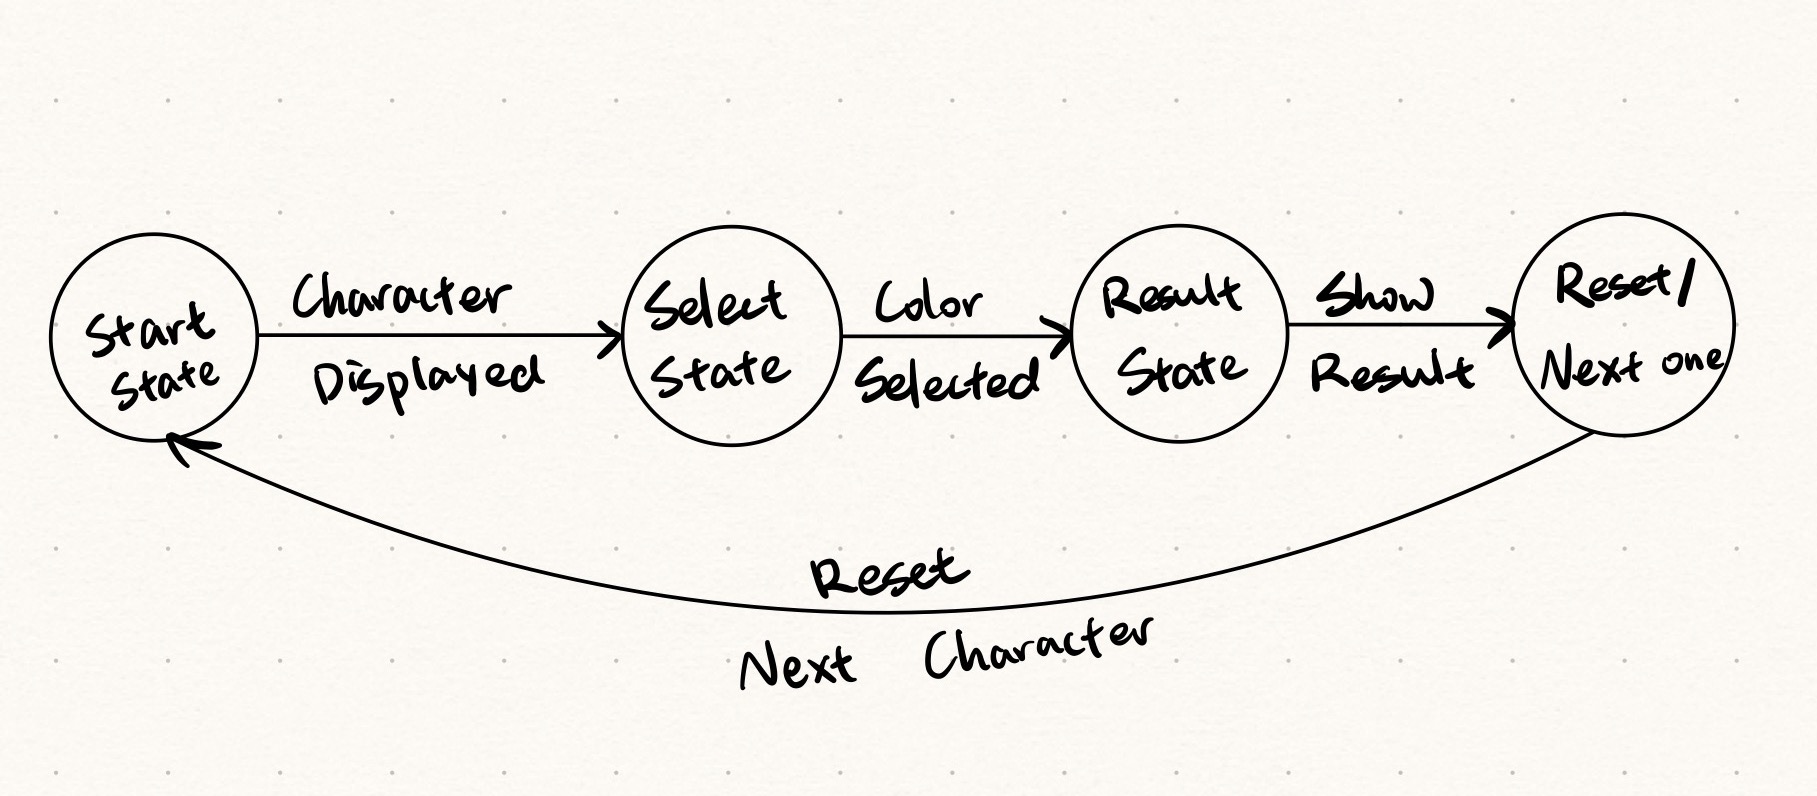 Start
State
Character
Displayed
Select
State
Color
Selected
Result
State
Show
Result
Reset/
Next one
Reset
Next Character